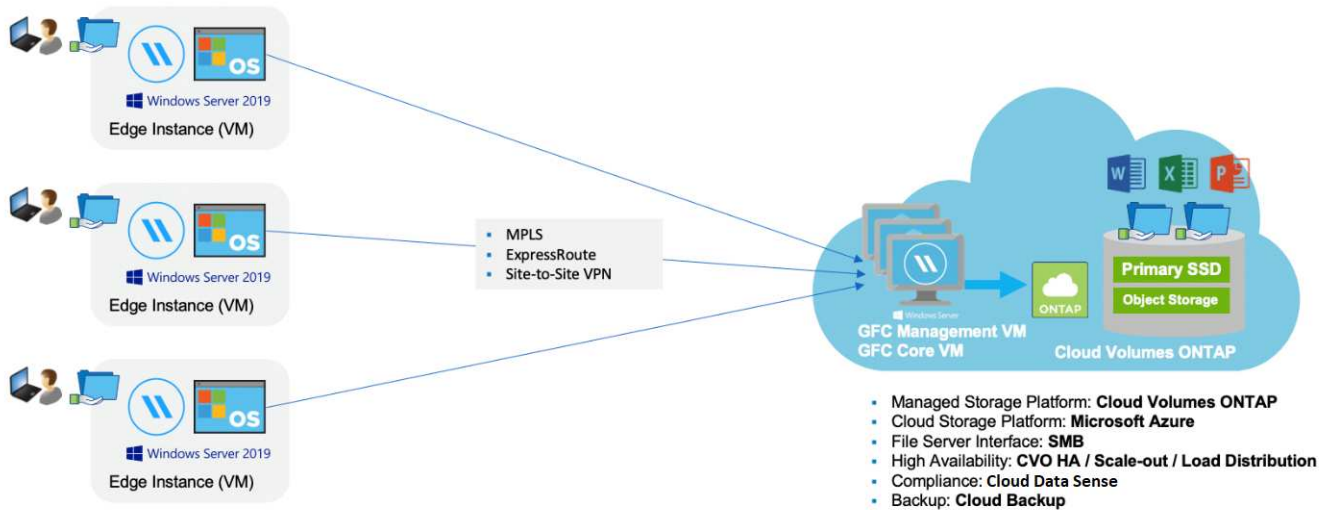 OS
Windows Server 2019
Edge Instance (VM)
OS
Windows Server 2019
Edge Instance (VM)
OS
Windows Server 2019
Edge Instance (VM)
▪ MPLS
▪ ExpressRoute
▪ Site-to-Site VPN
W
X
P
Windows Server
GFC Management VM
GFC Core VM
ONTAP
Primary SSD
Object Storage
Cloud Volumes ONTAP
▪ Managed Storage Platform: Cloud Volumes ONTAP
▪ Cloud Storage Platform: Microsoft Azure
▪ File Server Interface: SMB
▪ High Availability: CVO HA / Scale-out / Load Distribution
▪ Compliance: Cloud Data Sense
▪ Backup: Cloud Backup